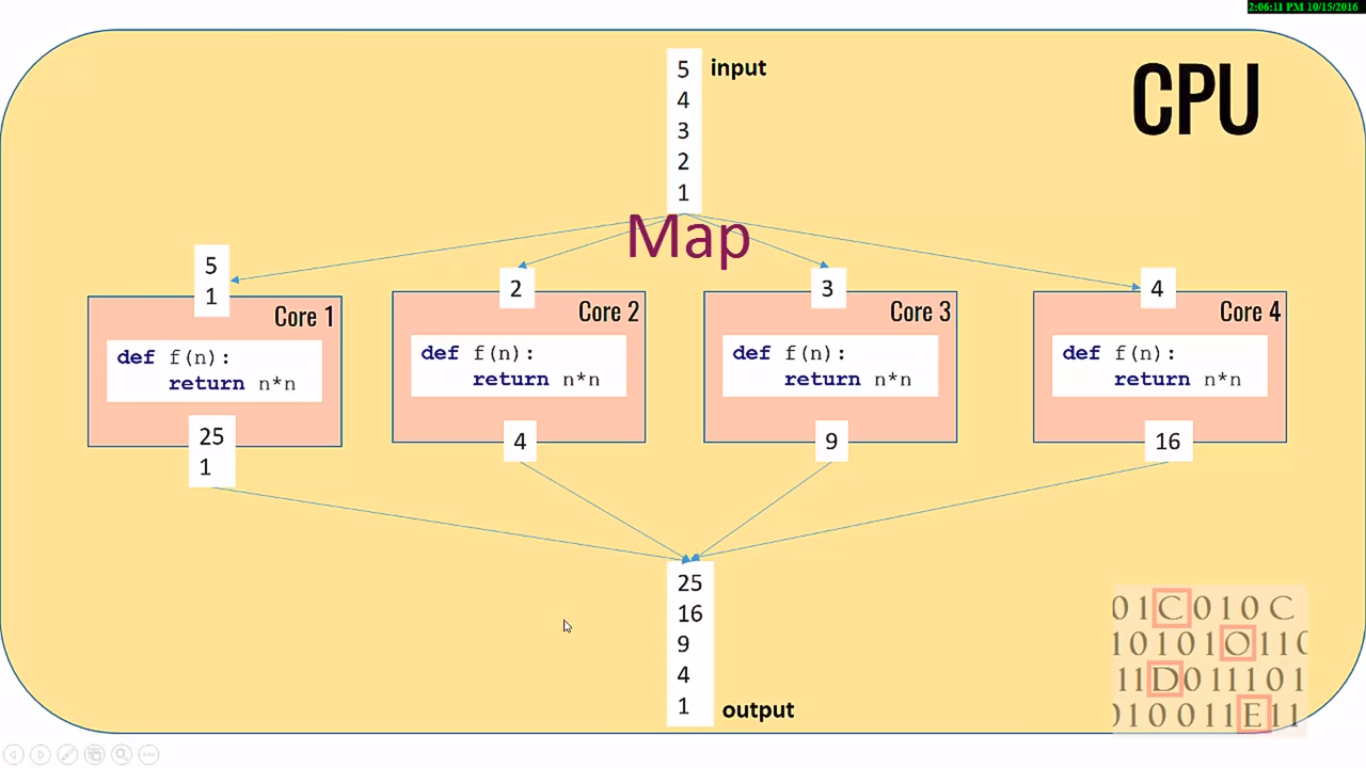 2:06:11 PM 10/15/2016
CPU
5 input
4
3
2
1
Map
5
1
Core 1
def f(n):
return n*n
25
1
2
Core 2
def f(n):
return n*n
4
3
Core 3
def f(n):
return n*n
9
4
Core 4
def f(n):
return n*n
16
25
16
9
4
1 output
01C010C
10101O110
11D011101
010011E11